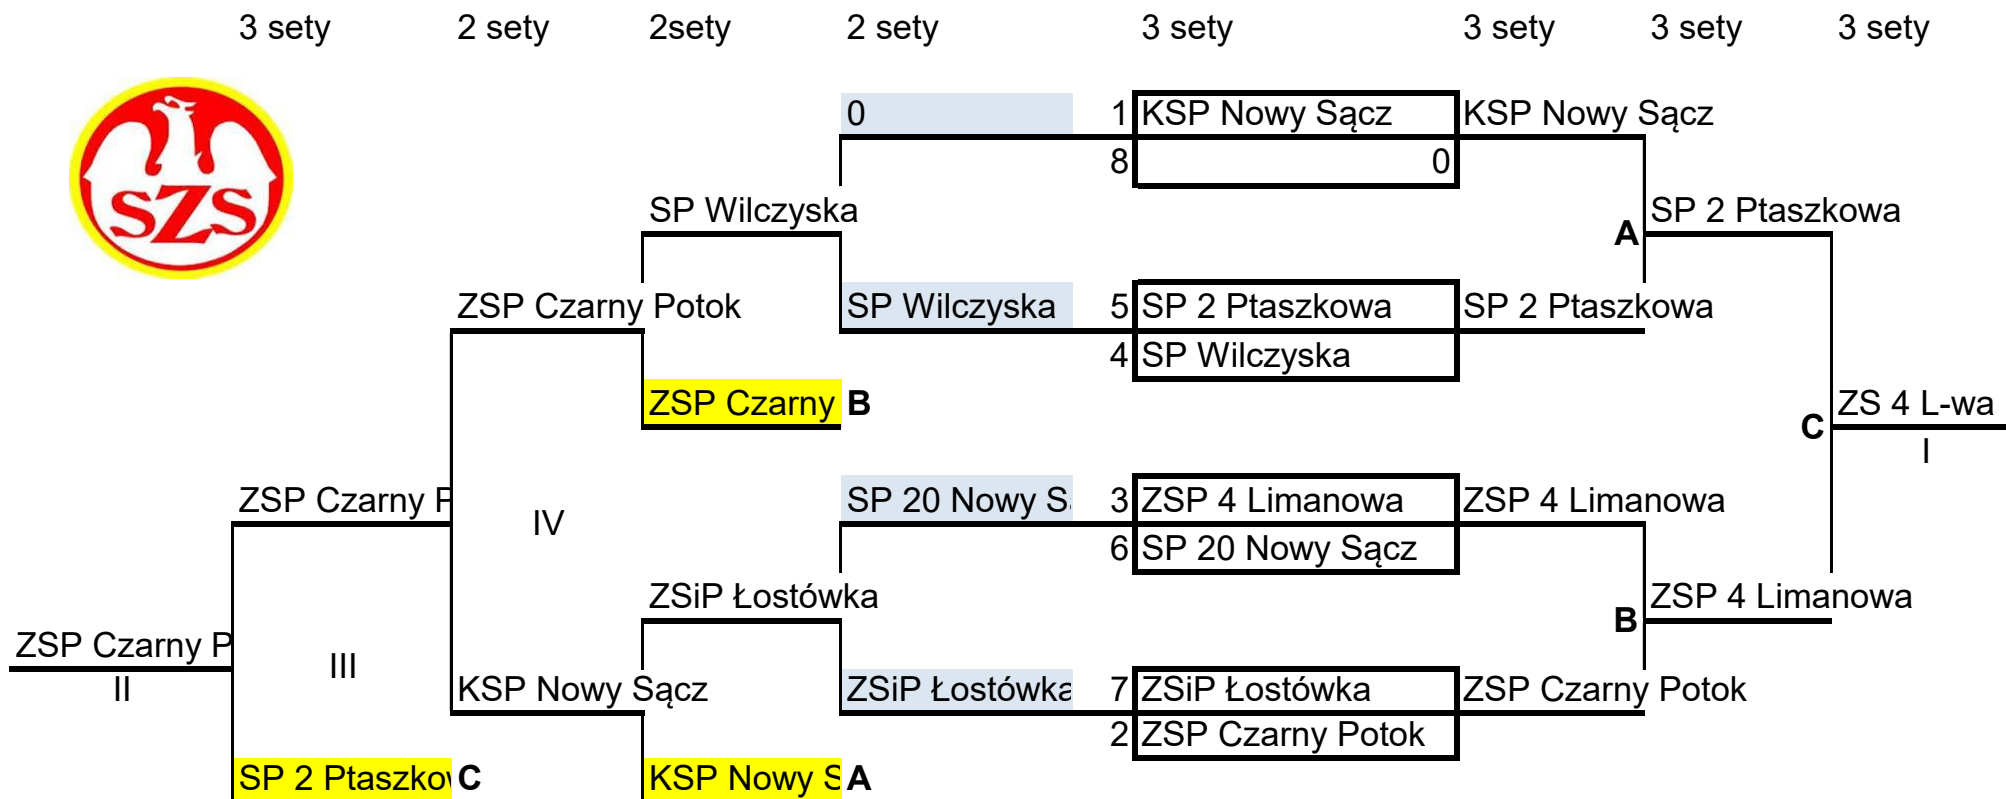 3 sety 2 sety 2sety 2 sety 3 sety 3 sety 3 sety 3 sety
SZS
0 1 KSP Nowy Sącz KSP Nowy Sącz
8 0
SP Wilczyska SP 2 Ptaszkowa
A
ZSP Czarny Potok SP Wilczyska 5 SP 2 Ptaszkowa SP 2 Ptaszkowa
4 SP Wilczyska
ZSP Czarny B ZS 4 L-wa
C
I
ZSP Czarny P SP 20 Nowy S 3 ZSP 4 Limanowa ZSP 4 Limanowa
IV
6 SP 20 Nowy Sącz
ZSiP Łostówka ZSP 4 Limanowa
B
ZSP Czarny P
III
II
KSP Nowy Sącz ZSiP Łostówka 7 ZSiP Łostówka ZSP Czarny Potok
2 ZSP Czarny Potok
SP 2 Ptaszkow C KSP Nowy S A